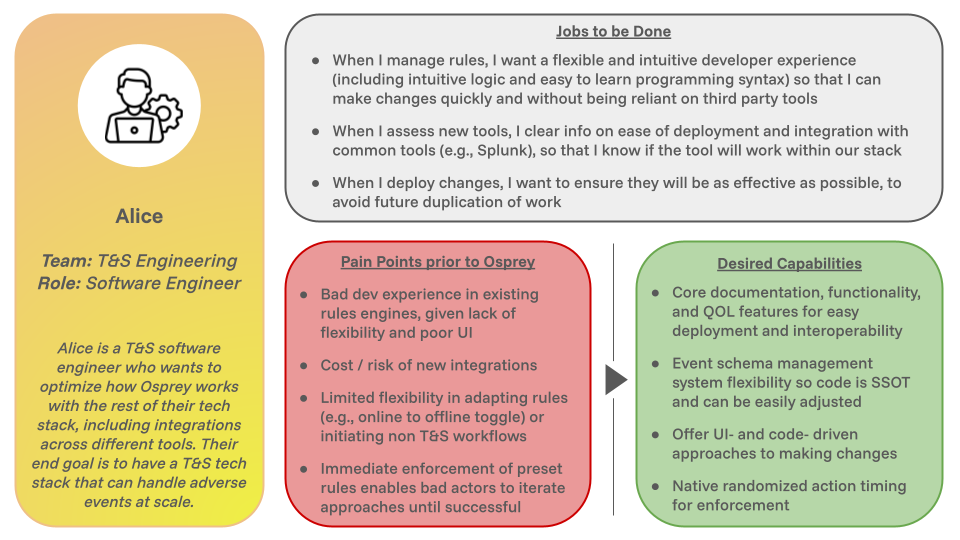 Alice
Team: T&S Engineering
Role: Software Engineer
Alice is a T&S software
engineer who wants to
optimize how Osprey works
with the rest of their tech
stack, including integrations
across different tools. Their
end goal is to have a T&S tech
stack that can handle adverse
events at scale.
Jobs to be Done
● When I manage rules, I want a flexible and intuitive developer experience
(including intuitive logic and easy to learn programming syntax) so that I can
make changes quickly and without being reliant on third party tools
● When I assess new tools, I clear info on ease of deployment and integration with
common tools (e.g., Splunk), so that I know if the tool will work within our stack
● When I deploy changes, I want to ensure they will be as effective as possible, to
avoid future duplication of work
Pain Points prior to Osprey
● Bad dev experience in existing
rules engines, given lack of
flexibility and poor UI
● Cost / risk of new integrations
● Limited flexibility in adapting rules
(e.g., online to offline toggle) or
initiating non T&S workflows
● Immediate enforcement of preset
rules enables bad actors to iterate
approaches until successful
Desired Capabilities
● Core documentation, functionality,
and QOL features for easy
deployment and interoperability
● Event schema management
system flexibility so code is SSOT
and can be easily adjusted
● Offer UI- and code- driven
approaches to making changes
● Native randomized action timing
for enforcement